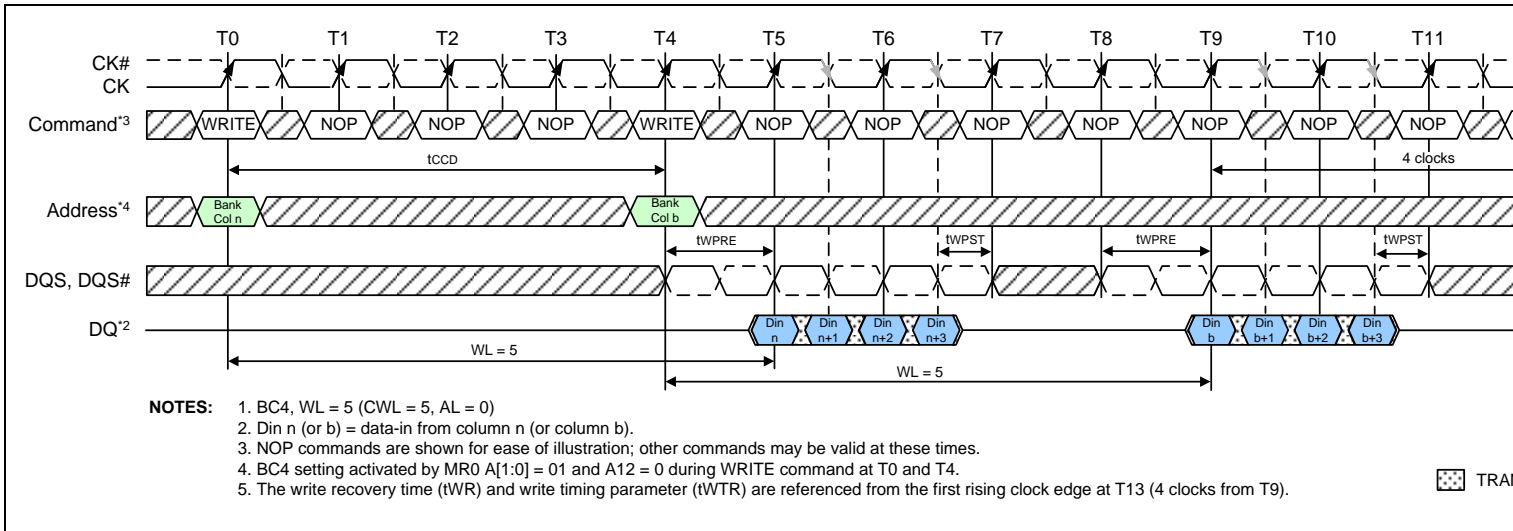 T0 T1 T2 T3 T4 T5 T6 T7 T8 T9 T10 T11
CK#
CK
Command*3 WRITE NOP NOP NOP WRITE NOP NOP NOP NOP NOP NOP NOP
tCCD 4 clocks
Address*4 Bank Col n Bank Col b
tWPRE tWPST tWPRE tWPST
DQS, DQS#
DQ*2 Din n Din n+1 Din n+2 Din n+3 Din b Din b+1 Din b+2 Din b+3
WL = 5
WL = 5
NOTES: 1. BC4, WL = 5 (CWL = 5, AL = 0)
2. Din n (or b) = data-in from column n (or column b).
3. NOP commands are shown for ease of illustration; other commands may be valid at these times.
4. BC4 setting activated by MR0 A[1:0] = 01 and A12 = 0 during WRITE command at T0 and T4.
5. The write recovery time (tWR) and write timing parameter (tWTR) are referenced from the first rising clock edge at T13 (4 clocks from T9).